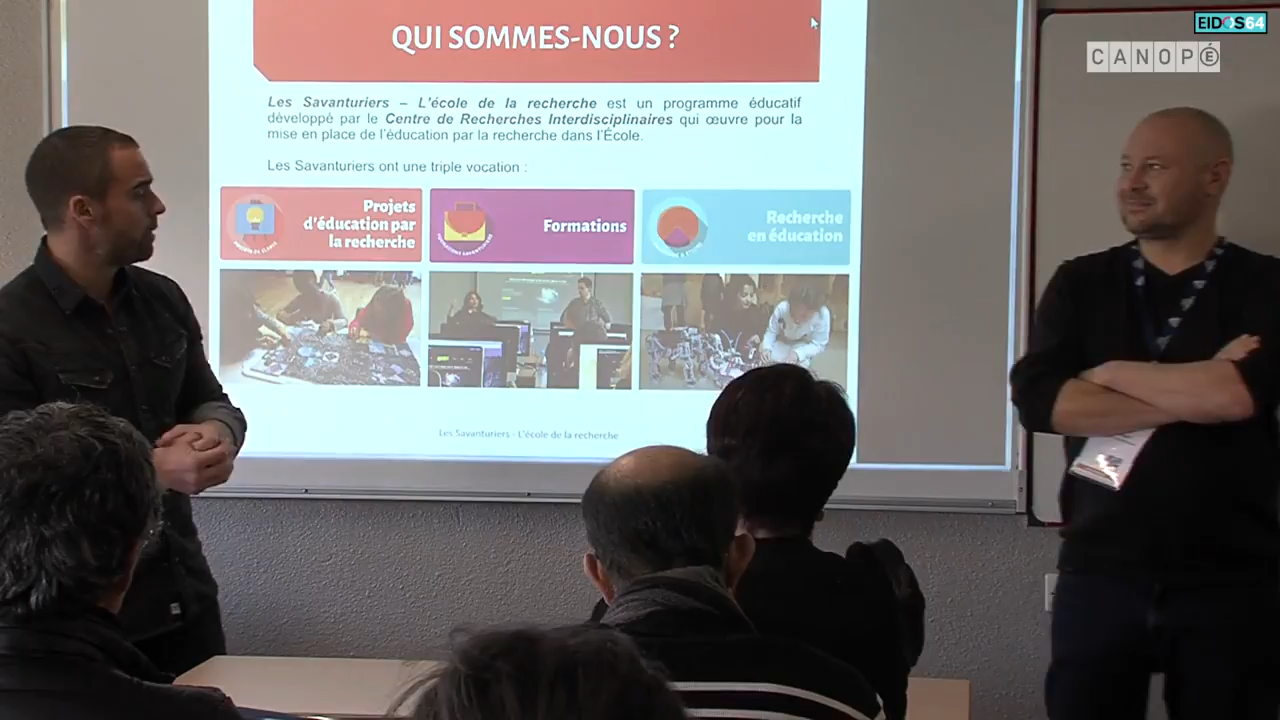 EIDOS64
CANOPÉ
QUI SOMMES-NOUS ?
Les Savanturiers – L'école de la recherche est un programme éducatif
développé par le Centre de Recherches Interdisciplinaires qui œuvre pour la
mise en place de l'éducation par la recherche dans l'École.
Les Savanturiers ont une triple vocation :
Projets
d'éducation par
la recherche
Formations
Recherche
en éducation
Les Savanturiers - L'école de la recherche